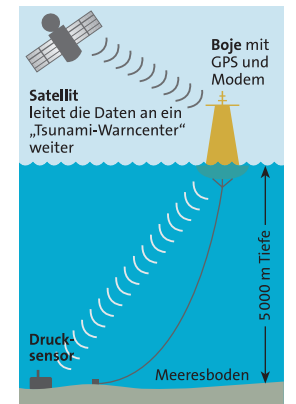 Boje mit
GPS und
Modem
Satellit
leitet die Daten an ein
„Tsunami-Warncenter“
weiter
5000 m Tiefe
Druck-
sensor
Meeresboden